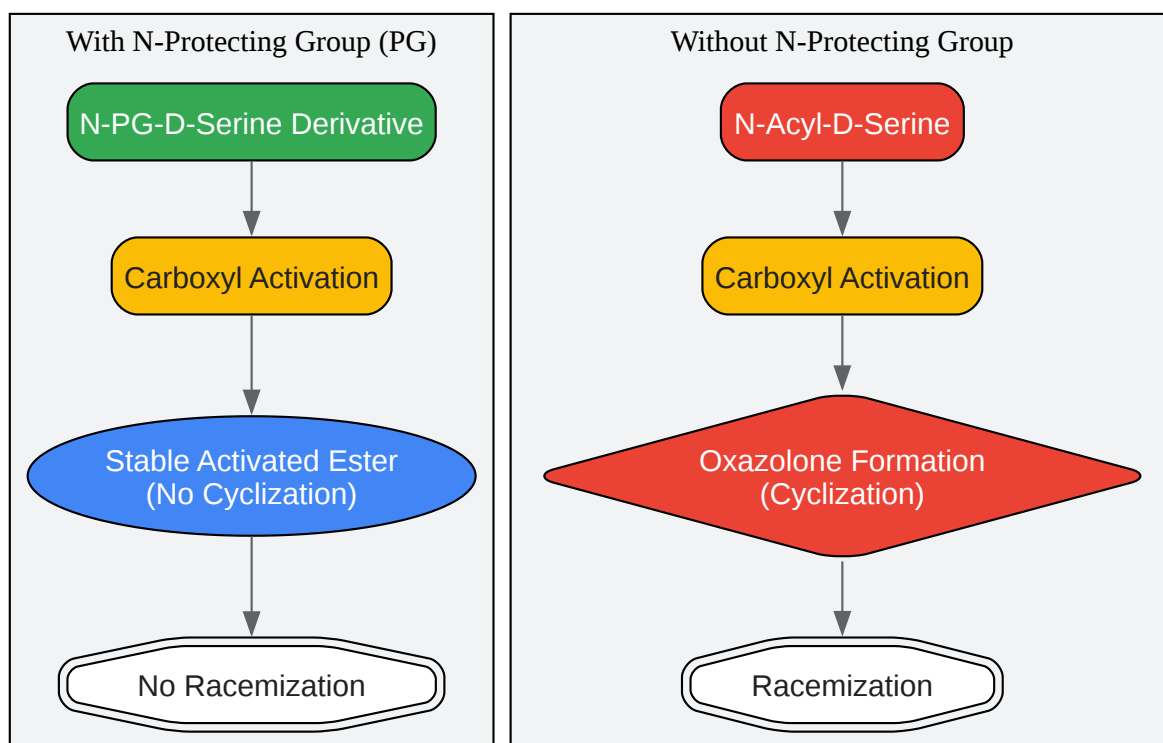 With N-Protecting Group (PG)
N-PG-D-Serine Derivative
Carboxyl Activation
Stable Activated Ester
(No Cyclization)
No Racemization
Without N-Protecting Group
N-Acyl-D-Serine
Carboxyl Activation
Oxazolone Formation
(Cyclization)
Racemization